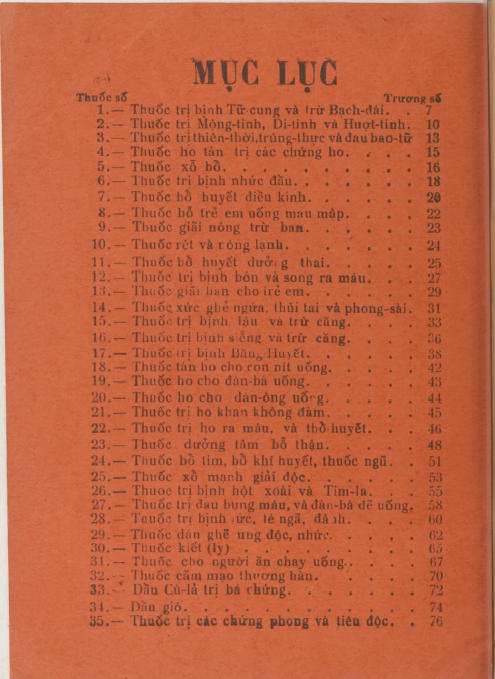 MỤC LỤC
Thuốc số Trương số
1.— Thuốc trị bịnh Tử-cung và trừ Bạch-đái. . 7
2.— Thuốc trị Mộng-tinh, Di-tinh và Huợt-tinh. 10
3.— Thuốc trị thiên-thời,trúng-thực và đau bao-tử 13
4.— Thuốc ho tán trị các chứng ho. . . . 15
5.— Thuốc xổ bổ. . . . . . . . . 16
6.— Thuốc trị bịnh nhức đầu. . . . . . 18
7.— Thuốc bổ huyết điều kinh. . . . . . 20
8.— Thuốc bổ trẻ em uống mau mập. . . . 22
9.— Thuốc giải nóng trừ ban. . . . . . 23
10.— Thuốc rét và nóng lạnh. . . . . . 24
11.— Thuốc bổ huyết dưỡng thai. . . . . 25
12.— Thuốc trị bịnh bón và song ra máu. . . 27
13.— Thuốc giải ban cho trẻ em. . . . . 29
14.— Thuốc xức ghẻ ngứa, thúi tai và phong-sài. 31
15.— Thuốc trị bịnh lậu và trừ căng. . . . 33
16.— Thuốc trị bịnh và trừ căng. . . . 36
17.— Thuốc trị bịnh Băng Huyết. . . . . 38
18.— Thuốc tán ho cho con nít uống. . . . 42
19.— Thuốc ho cho đàn-bà uống. . . . . 43
20.— Thuốc ho cho đàn-ông uống. . . . . 44
21.— Thuốc trị ho khan không đàm. . . . 45
22.— Thuốc trị ho ra máu, và thổ huyết. . . 46
23.— Thuốc dưỡng tâm bổ thận. . . . . 48
24.— Thuốc bổ tim, bổ khí huyết, thuốc ngũ. . 51
25.— Thuốc xổ mạnh giải độc. . . . . . 53
26.— Thuoc trị bịnh hột xoài và Tim-la. . . 55
27.— Thuốc trị đau bụng máu, và đàn-bà đẻ uống. 58
28.— Thuốc trị bịnh tức, té ngã, đánh. . . . 60
29.— Thuốc dán ghẻ ung độc, nhức. . . . 62
30.— Thuốc kiết (lỵ) . . . . . . . . 65
31.— Thuốc cho người ăn chay uống. . . . 67
32.— Thuốc cãm mạo thương hàn. . . . . 70
33.— Dầu Cù-là trị bá chứng. . . . . . 72
34.— Dầu gió. . . . . . . . . . 74
35.— Thuốc trị các chứng phong và tiêu độc. . 76